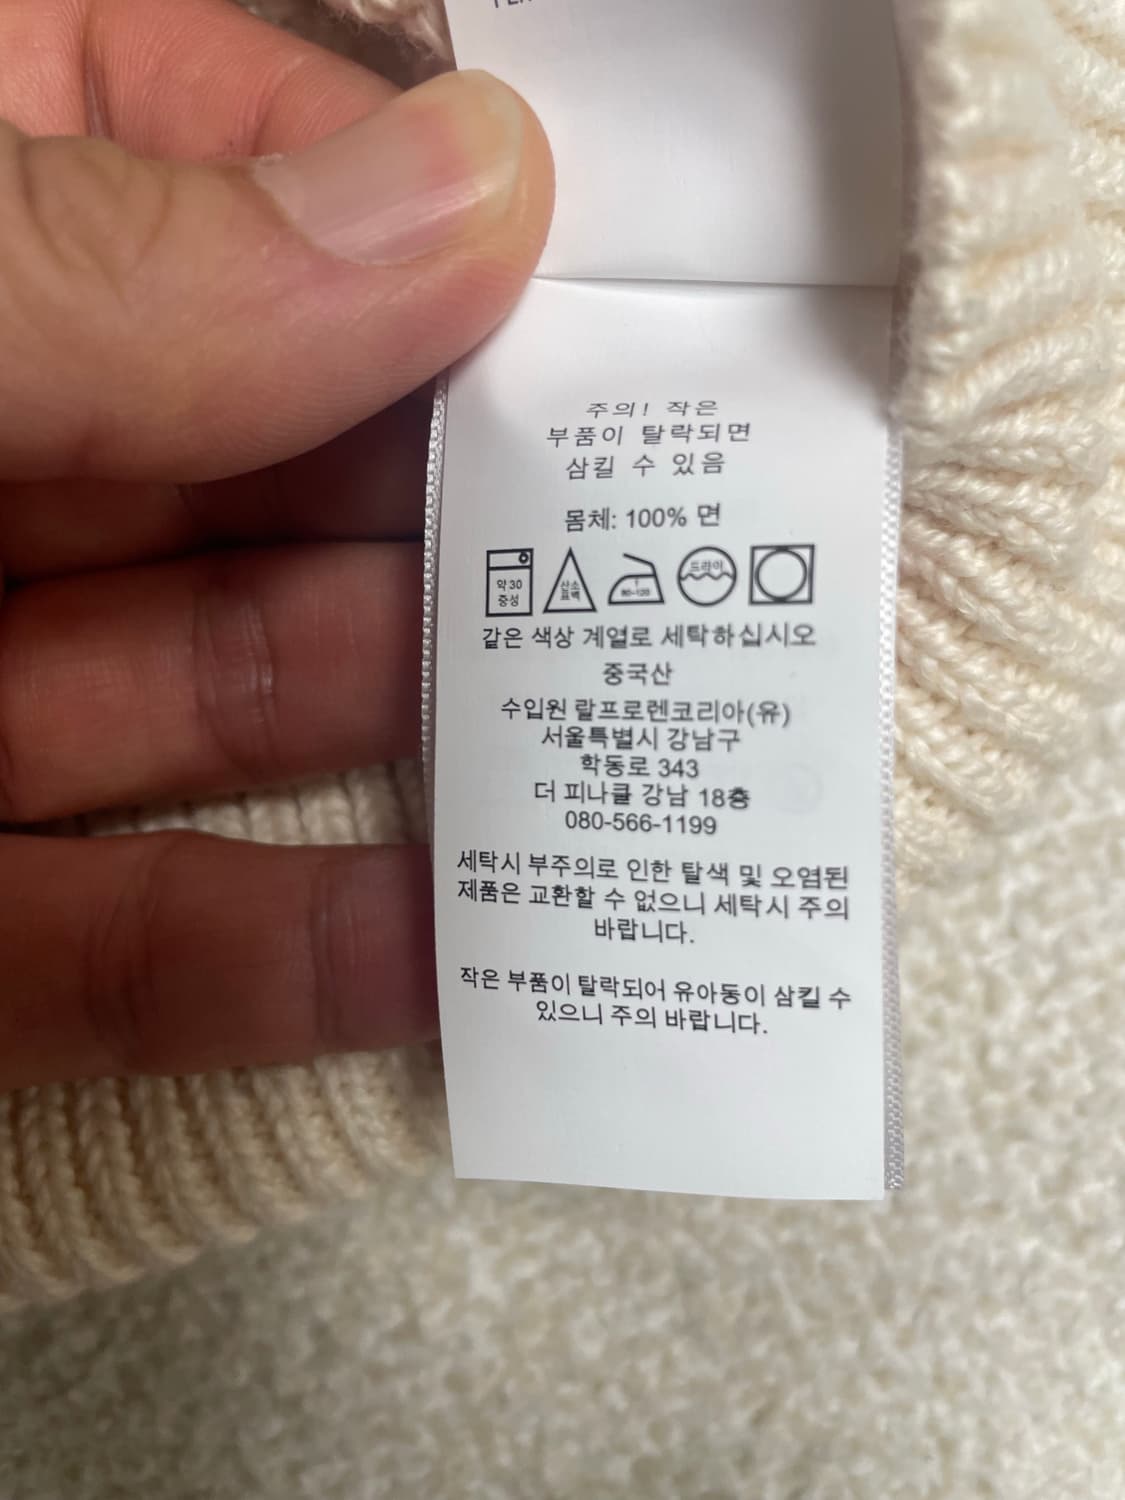 주의! 작은
부품이 탈락되면
삼킬 수 있음
몸체: 100% 면
약 30
중성
산소
표백
80~120
드라이
같은 색상 계열로 세탁하십시오
중국산
수입원 랄프로렌코리아(유)
서울특별시 강남구
학동로 343
더 피나클 강남 18층
080-566-1199
세탁시 부주의로 인한 탈색 및 오염된
제품은 교환할 수 없으니 세탁시 주의
바랍니다.
작은 부품이 탈락되어 유아동이 삼킬 수
있으니 주의 바랍니다.